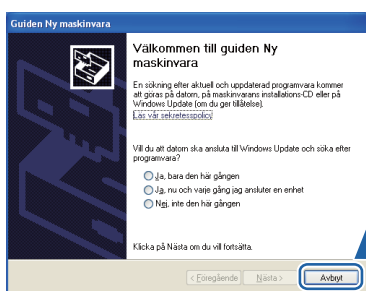 Guiden Ny maskinvara
Välkommen till guiden Ny
maskinvara
En sökning efter aktuell och uppdaterad programvara kommer
att göras på datorn, på maskinvarans installations-CD eller på
Windows Update (om du ger tillåtelse).
Läs vår sekretesspolicy
Vill du att datorn ska ansluta till Windows Update och söka efter
programvara?
Ja, bara den här gången
Ja, nu och varje gång jag ansluter en enhet
Nej, inte den här gången
Klicka på Nästa om du vill fortsätta.
< Föregående
Nästa >
Avbryt